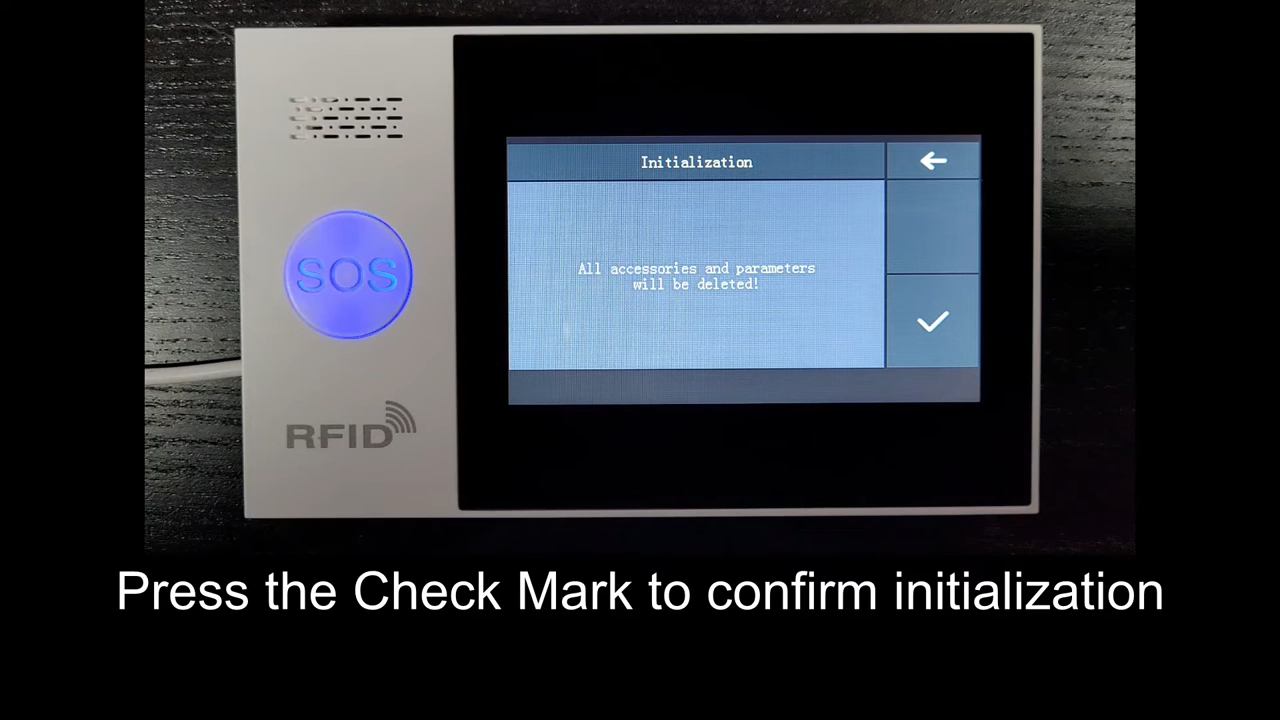 Initialization
SOS
All accessories and parameters
will be deleted!
RFID
Press the Check Mark to confirm initialization